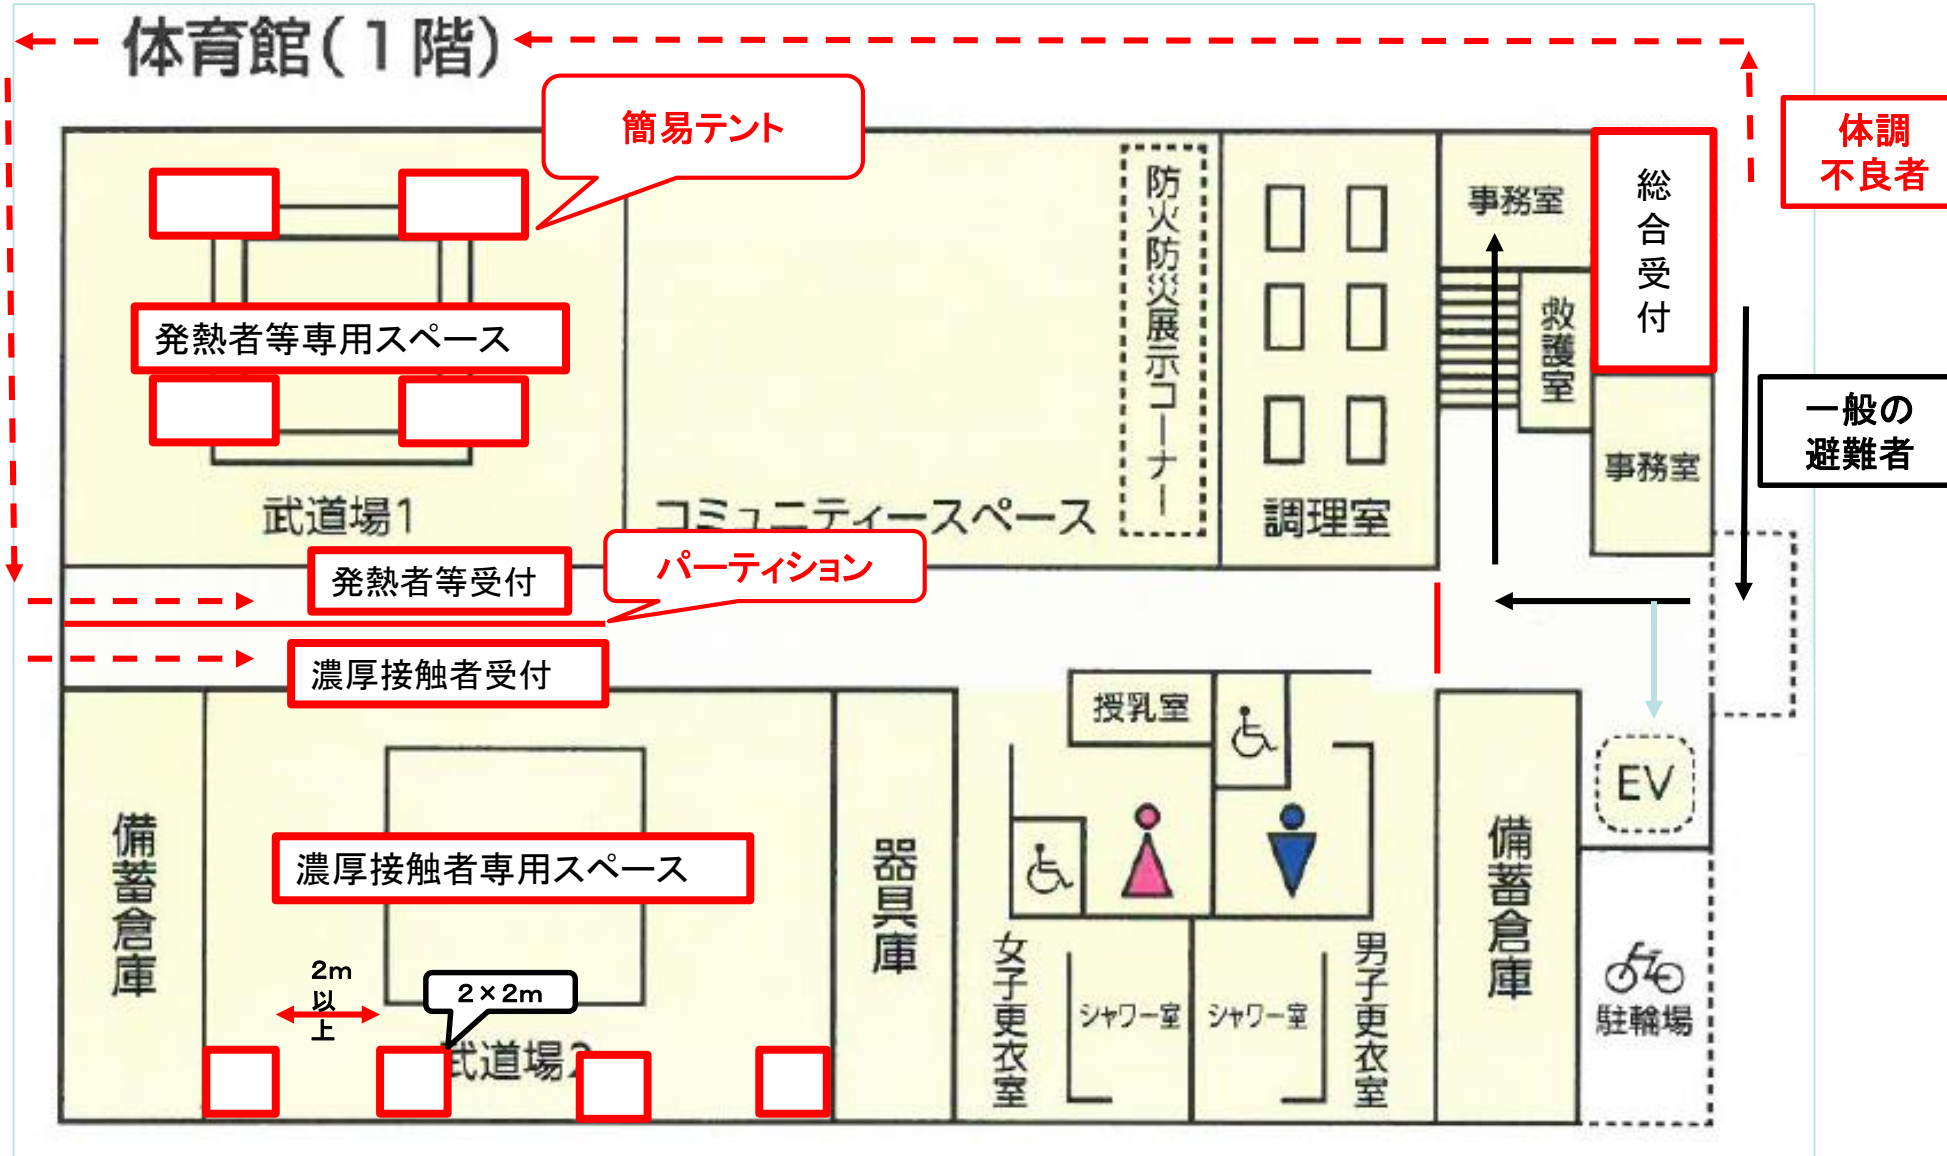 体育館(1階)
簡易テント
体調
不良者
総合受付
事務室
防火防災展示コーナー
救護室
発熱者等専用スペース
一般の
避難者
事務室
武道場1
コミュニティースペース
調理室
発熱者等受付
パーティション
濃厚接触者受付
授乳室
EV
備蓄倉庫
濃厚接触者専用スペース
器具庫
備蓄倉庫
女子更衣室
男子更衣室
2m
以
上
2×2m
シャワー室
シャワー室
駐輪場
武道場2